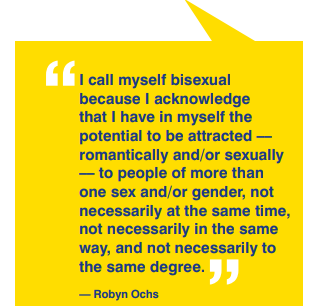 “I call myself bisexual
because I acknowledge
that I have in myself the
potential to be attracted —
romantically and/or sexually
— to people of more than
one sex and/or gender, not
necessarily at the same time,
not necessarily in the same
way, and not necessarily to
the same degree.”
— Robyn Ochs